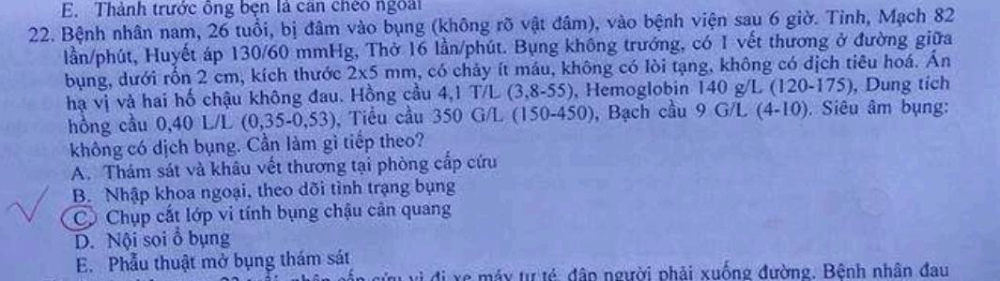 E. Thành trước ống bẹn là cân chéo ngoài
22. Bệnh nhân nam, 26 tuổi, bị đâm vào bụng (không rõ vật đâm), vào bệnh viện sau 6 giờ. Tỉnh, Mạch 82
lần/phút, Huyết áp 130/60 mmHg, Thở 16 lần/phút. Bụng không trướng, có 1 vết thương ở đường giữa
bụng, dưới rốn 2 cm, kích thước 2x5 mm, có chảy ít máu, không có lòi tạng, không có dịch tiêu hoá. Ấn
hạ vị và hai hố chậu không đau. Hồng cầu 4,1 T/L (3,8-55), Hemoglobin 140 g/L (120-175), Dung tích
hồng cầu 0,40 L/L (0,35-0,53), Tiểu cầu 350 G/L (150-450), Bạch cầu 9 G/L (4-10). Siêu âm bụng:
không có dịch bụng. Cần làm gì tiếp theo?
A. Thám sát và khâu vết thương tại phòng cấp cứu
B. Nhập khoa ngoại, theo dõi tình trạng bụng
C. Chụp cắt lớp vi tính bụng chậu cản quang
D. Nội soi ổ bụng
E. Phẫu thuật mở bụng thám sát
cứu vì đi xe máy tự té, đập người phải xuống đường. Bệnh nhân đau